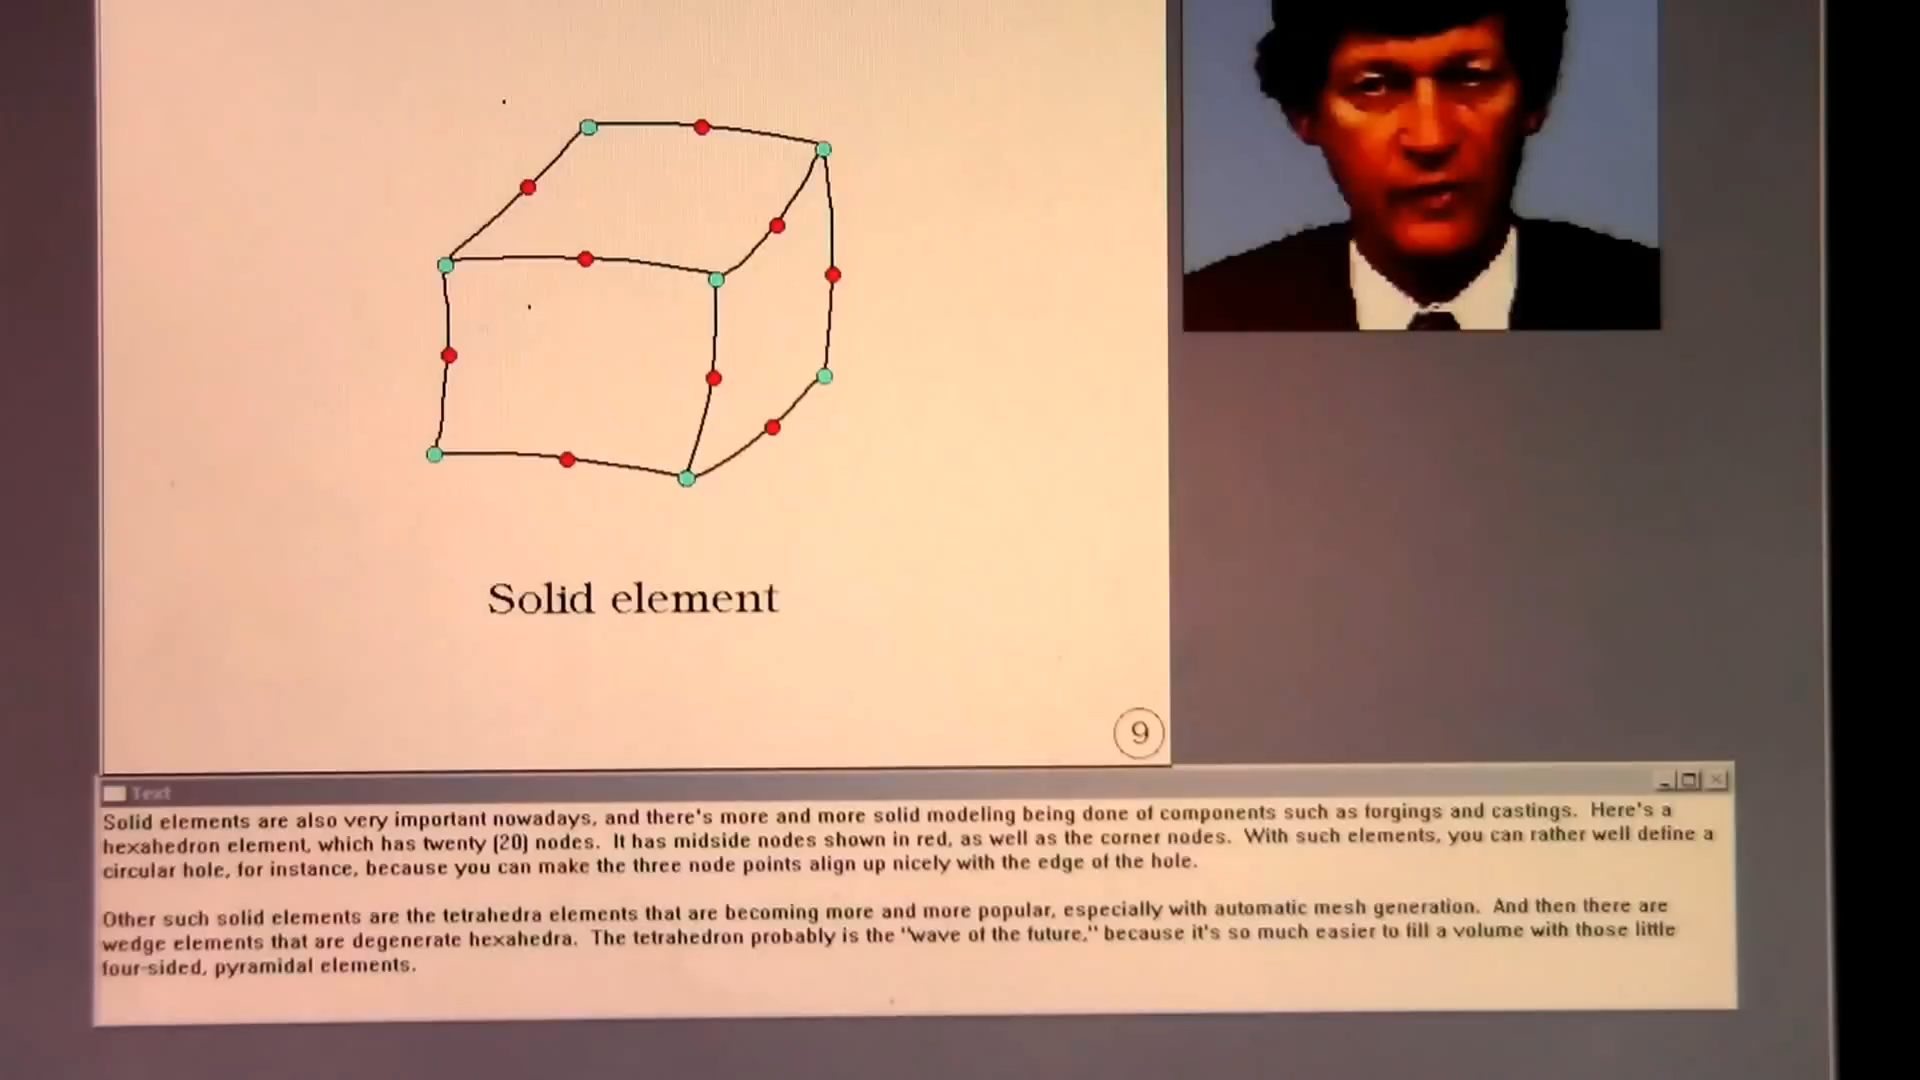 Solid element
9
Text
Solid elements are also very important nowadays, and there's more and more solid modeling being done of components such as forgings and castings. Here's a
hexahedron element, which has twenty (20) nodes. It has midside nodes shown in red, as well as the corner nodes. With such elements, you can rather well define a
circular hole, for instance, because you can make the three node points align up nicely with the edge of the hole.
Other such solid elements are the tetrahedra elements that are becoming more and more popular, especially with automatic mesh generation. And then there are
wedge elements that are degenerate hexahedra. The tetrahedron probably is the "wave of the future," because it's so much easier to fill a volume with those little
four-sided, pyramidal elements.